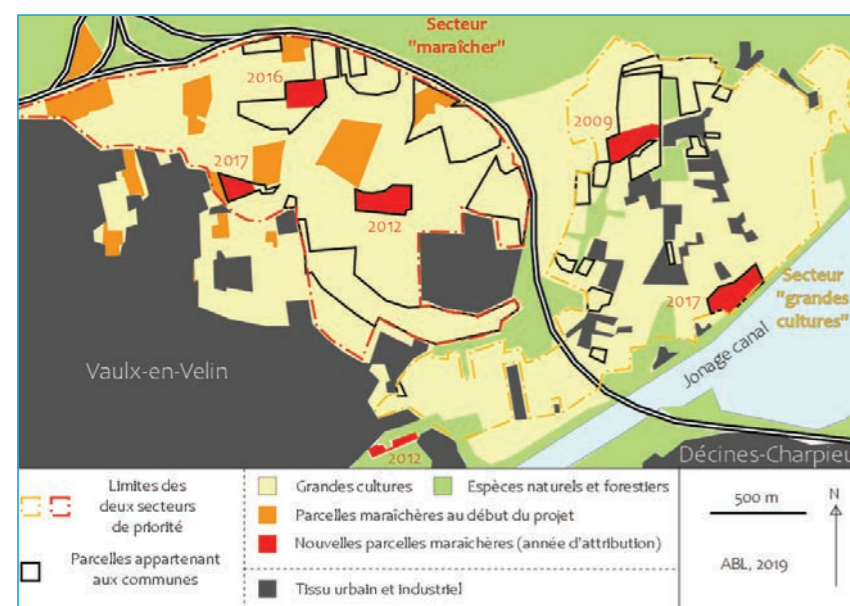 Secteur
"maraîcher"
2016
2009
2017
2012
Secteur
"grandes
cultures"
2017
Jonage canal
Vaulx-en-Velin
2012
Décines-Charpieu
Limites des
deux secteurs
de priorité
Parcelles appartenant
aux communes
Grandes cultures
Espèces naturels et forestiers
Parcelles maraîchères au début du projet
Nouvelles parcelles maraîchères (année d'attribution)
Tissu urbain et industriel
500 m
N
ABL, 2019